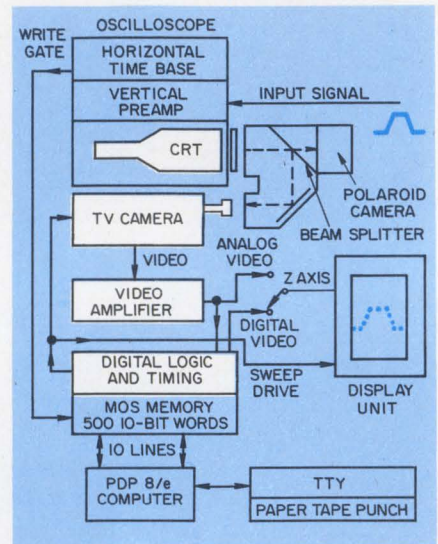 OSCILLOSCOPE
WRITE
GATE
HORIZONTAL
TIME BASE
VERTICAL
PREAMP
INPUT SIGNAL
CRT
POLAROID
CAMERA
BEAM SPLITTER
TV CAMERA
VIDEO
ANALOG
VIDEO
Z AXIS
VIDEO
AMPLIFIER
DIGITAL
VIDEO
DIGITAL LOGIC
AND TIMING
SWEEP
DRIVE
DISPLAY
UNIT
MOS MEMORY
500 10-BIT WORDS
10 LINES
PDP 8/e
COMPUTER
TTY
PAPER TAPE PUNCH